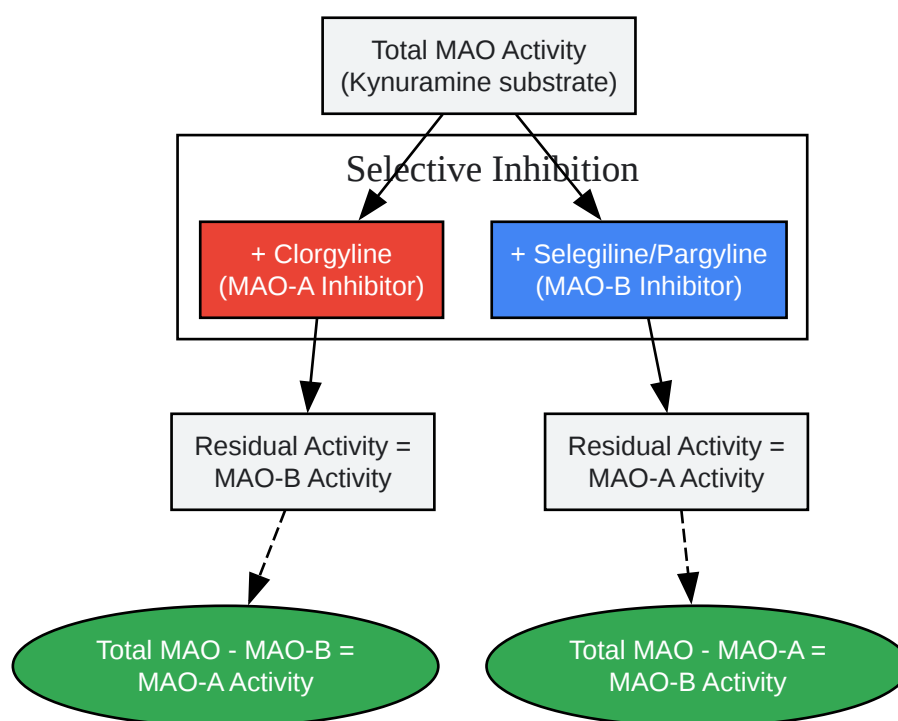 Total MAO Activity
(Kynuramine substrate)
Selective Inhibition
+ Clorgyline
(MAO-A Inhibitor)
+ Selegiline/Pargyline
(MAO-B Inhibitor)
Residual Activity =
MAO-B Activity
Residual Activity =
MAO-A Activity
Total MAO - MAO-B =
MAO-A Activity
Total MAO - MAO-A =
MAO-B Activity